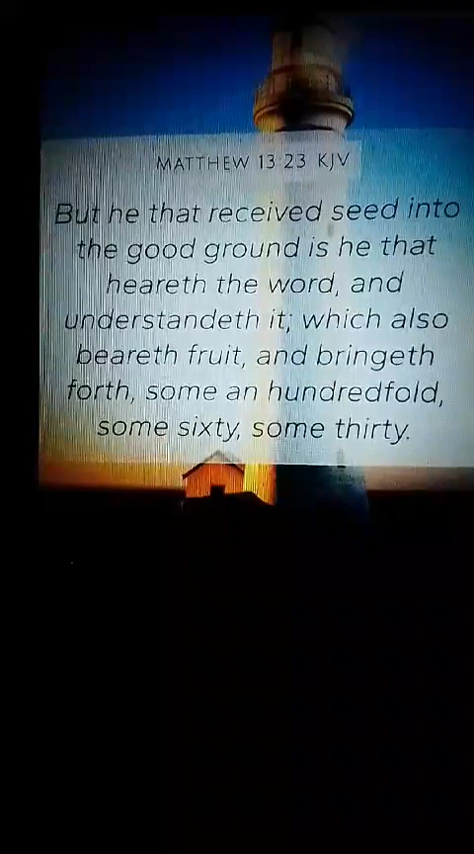 MATTHEW 13:23 KJV
But he that received seed into
the good ground is he that
heareth the word, and
understandeth it; which also
beareth fruit, and bringeth
forth, some an hundredfold,
some sixty, some thirty.